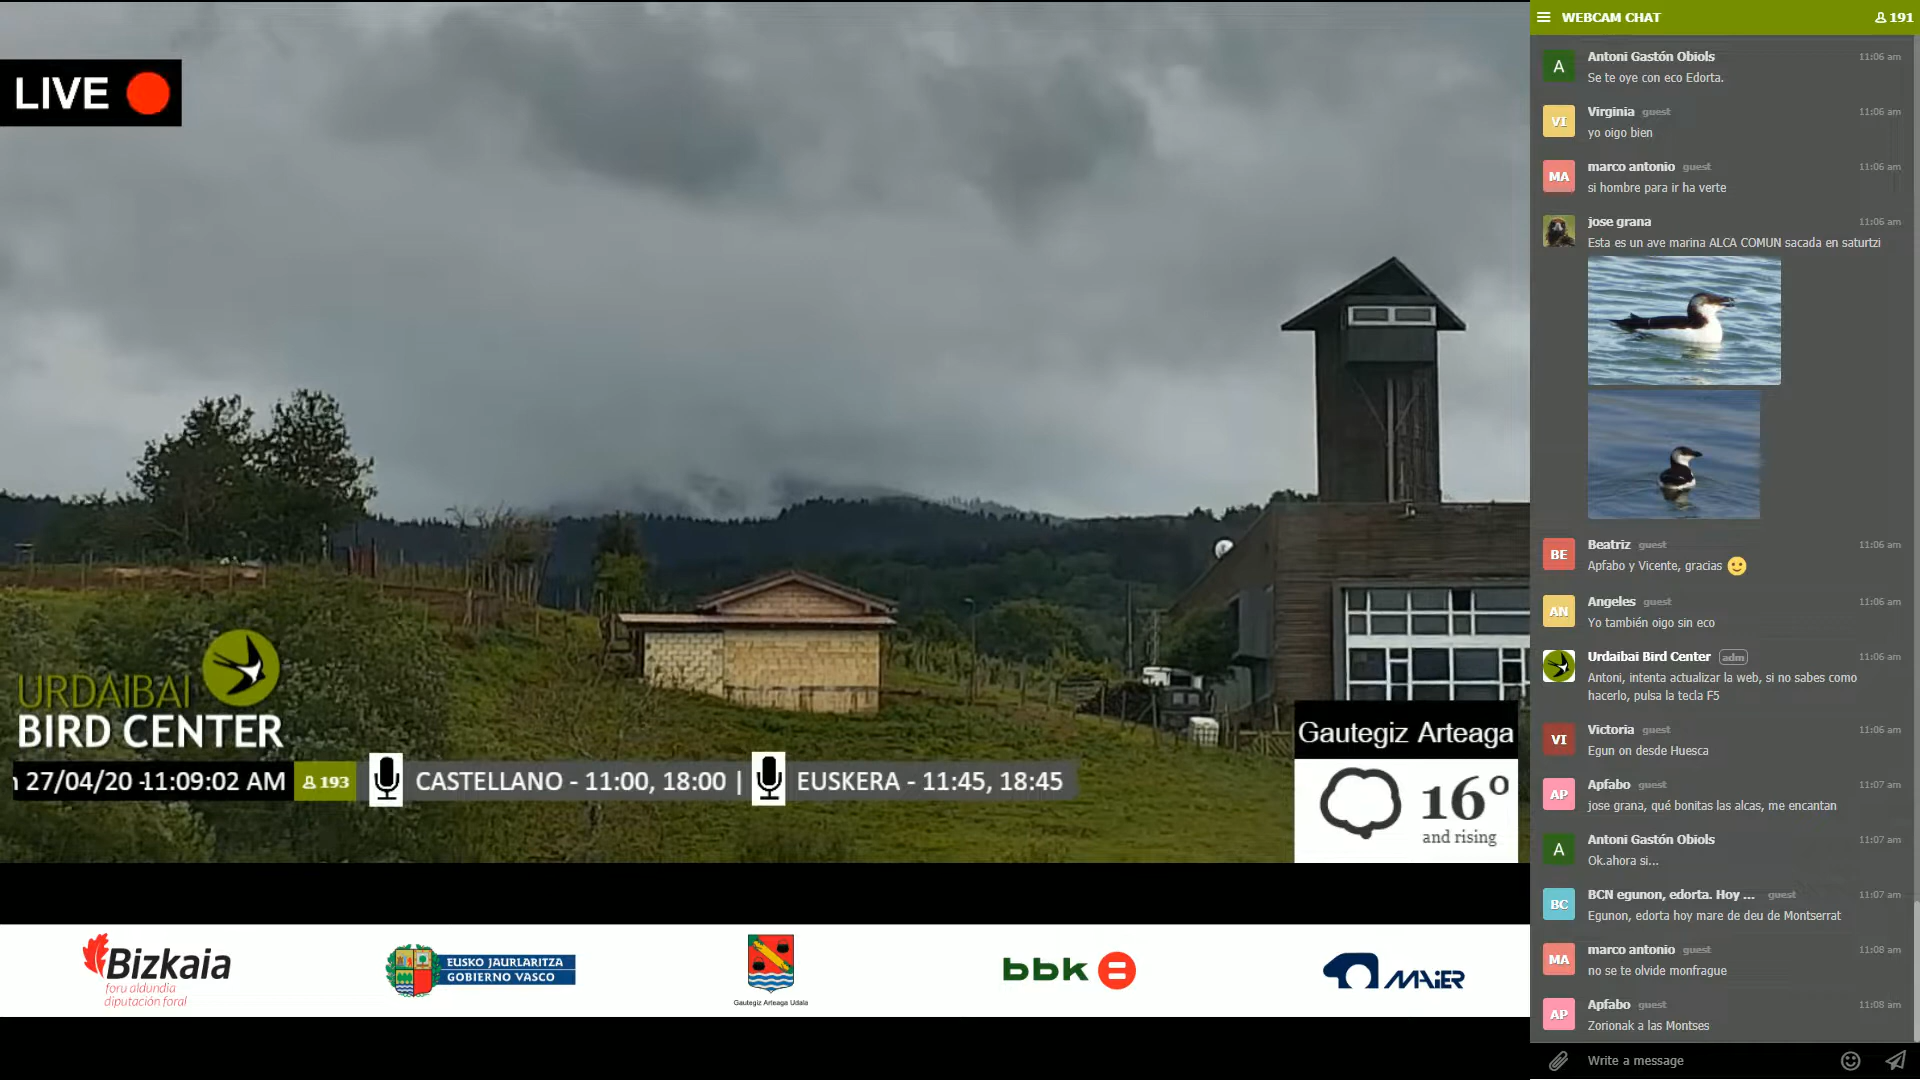 LIVE
URDAIBAI
BIRD CENTER
27/04/20 -11:09:02 AM
193
CASTELLANO - 11:00, 18:00 |
EUSKERA - 11:45, 18:45
Gautegiz Arteaga
16º
and rising
Bizkaia
foru aldundia
diputación foral
EUSKO JAURLARITZA
GOBIERNO VASCO
Gautegiz Arteaga Udala
bbk
MAIER
WEBCAM CHAT
191
A
Antoni Gastón Obiols
11:06 am
Se te oye con eco Edorta.
VI
Virginia guest
11:06 am
yo oigo bien
MA
marco antonio guest
11:06 am
si hombre para ir ha verte
jose grana
11:06 am
Esta es un ave marina ALCA COMUN sacada en saturtzi
BE
Beatriz guest
11:06 am
Apfabo y Vicente, gracias
AN
Angeles guest
11:06 am
Yo también oigo sin eco
Urdaibai Bird Center adm
11:06 am
Antoni, intenta actualizar la web, si no sabes como
hacerlo, pulsa la tecla F5
VI
Victoria guest
11:06 am
Egun on desde Huesca
AP
Apfabo guest
11:07 am
jose grana, qué bonitas las alcas, me encantan
A
Antoni Gastón Obiols
11:07 am
Ok.ahora si...
BC
BCN egunon, edorta. Hoy ... guest
11:07 am
Egunon, edorta hoy mare de deu de Montserrat
MA
marco antonio guest
11:08 am
no se te olvide monfrague
AP
Apfabo guest
11:08 am
Zorionak a las Montses
Write a message